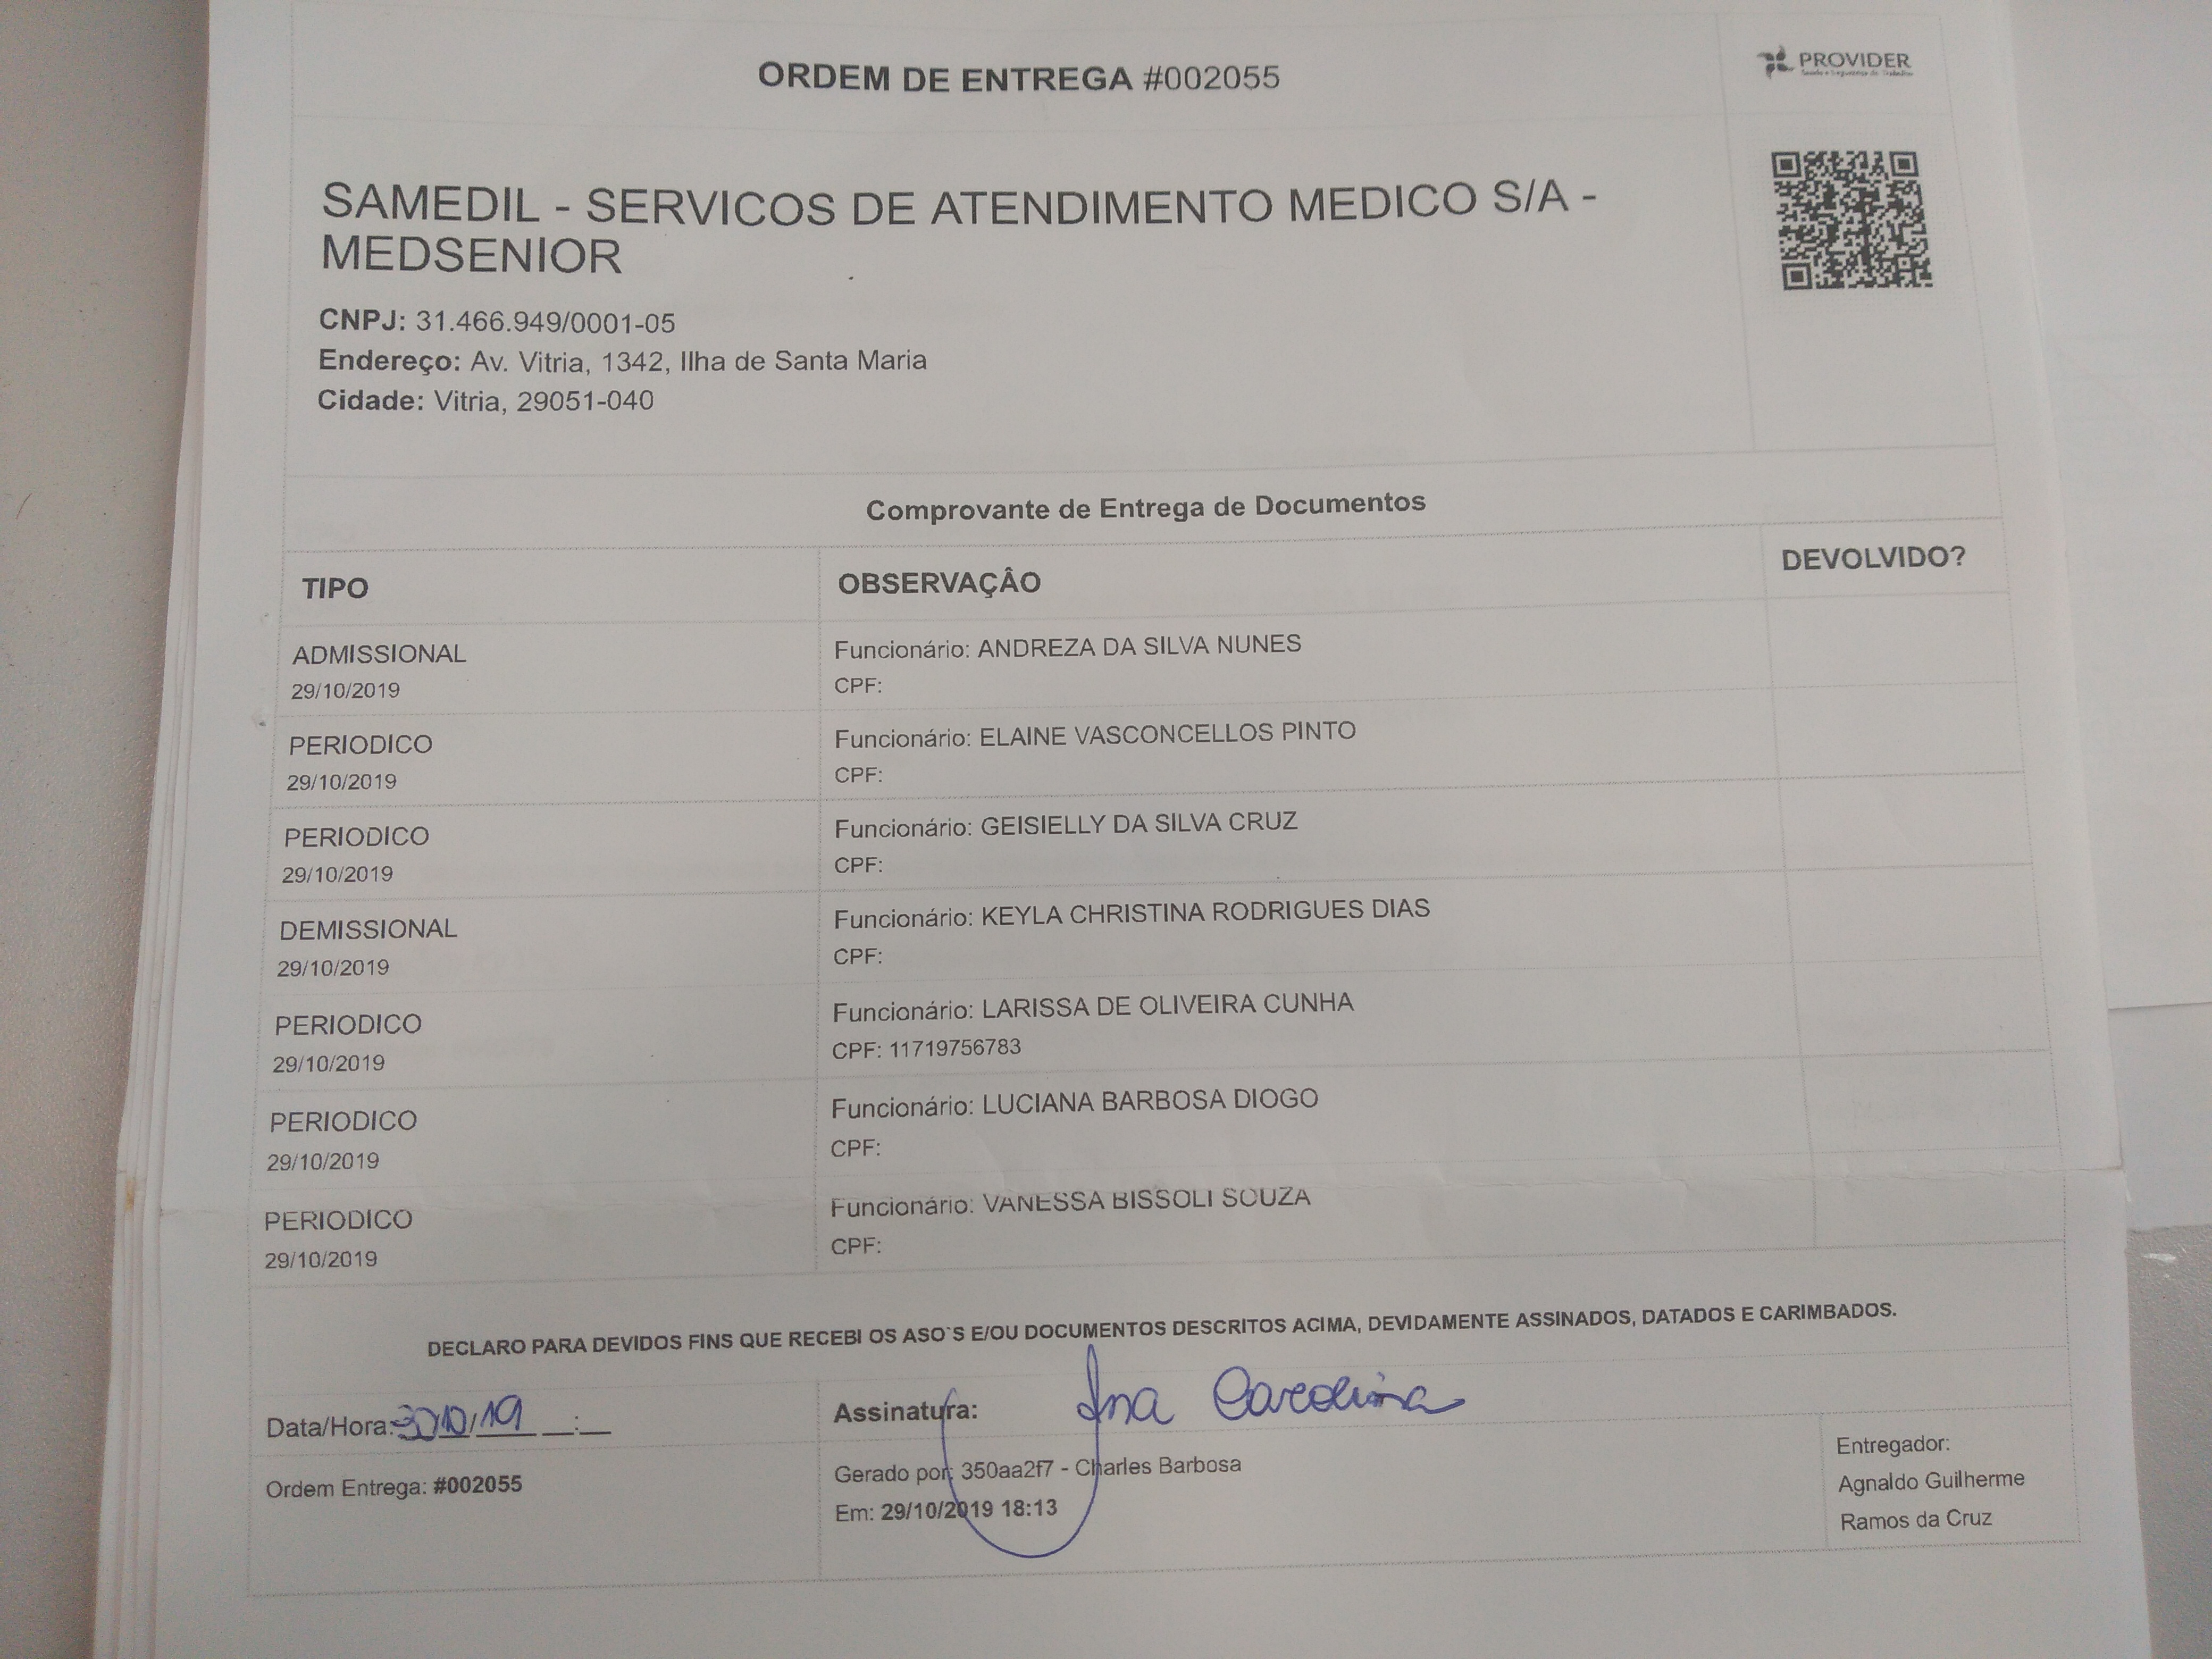 ORDEM DE ENTREGA #002055
PROVIDER
SAMEDIL - SERVICOS DE ATENDIMENTO MEDICO S/A -
MEDSENIOR
CNPJ: 31.466.949/0001-05
Endereço: Av. Vitria, 1342, Ilha de Santa Maria
Cidade: Vitria, 29051-040
Comprovante de Entrega de Documentos
TIPO OBSERVAÇÂO DEVOLVIDO?
ADMISSIONAL Funcionário: ANDREZA DA SILVA NUNES
29/10/2019 CPF:
PERIODICO Funcionário: ELAINE VASCONCELLOS PINTO
29/10/2019 CPF:
PERIODICO Funcionário: GEISIELLY DA SILVA CRUZ
29/10/2019 CPF:
DEMISSIONAL Funcionário: KEYLA CHRISTINA RODRIGUES DIAS
29/10/2019 CPF:
PERIODICO Funcionário: LARISSA DE OLIVEIRA CUNHA
29/10/2019 CPF: 11719756783
PERIODICO Funcionário: LUCIANA BARBOSA DIOGO
29/10/2019 CPF:
PERIODICO Funcionário: VANESSA BISSOLI SOUZA
29/10/2019 CPF:
DECLARO PARA DEVIDOS FINS QUE RECEBI OS ASO`S E/OU DOCUMENTOS DESCRITOS ACIMA, DEVIDAMENTE ASSINADOS, DATADOS E CARIMBADOS.
Data/Hora: 30/10/19 __:__ Assinatura: Ana Carolina
Ordem Entrega: #002055
Gerado por: 350aa2f7 - Charles Barbosa
Em: 29/10/2019 18:13
Entregador:
Agnaldo Guilherme
Ramos da Cruz